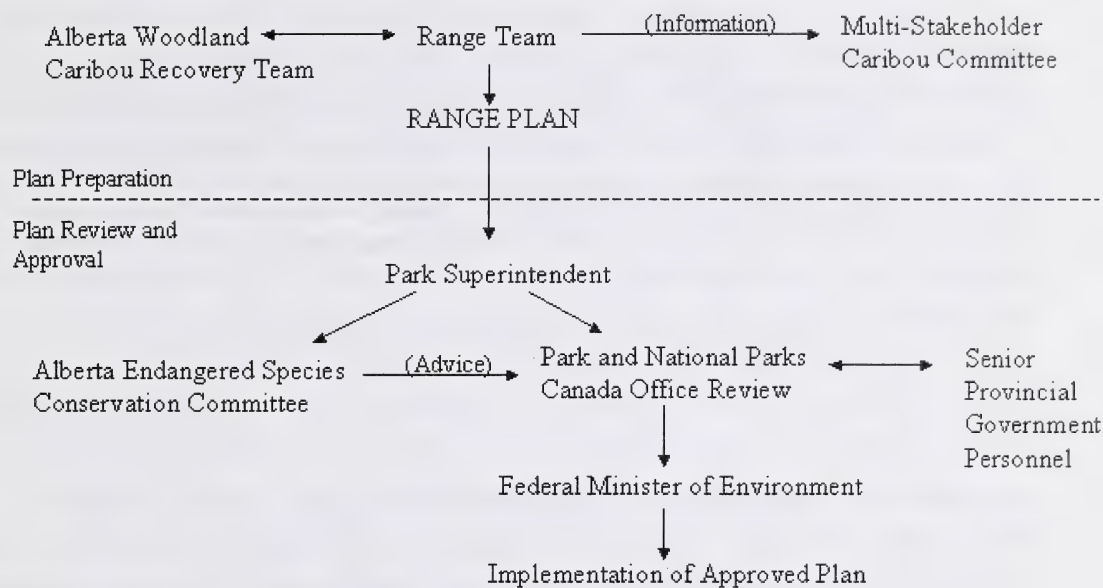 Alberta Woodland
Caribou Recovery Team
Range Team
(Information)
Multi-Stakeholder
Caribou Committee
RANGE PLAN
Plan Preparation
Plan Review and
Approval
Park Superintendent
Alberta Endangered Species
Conservation Committee
(Advice)
Park and National Parks
Canada Office Review
Senior
Provincial
Government
Personnel
Federal Minister of Environment
Implementation of Approved Plan